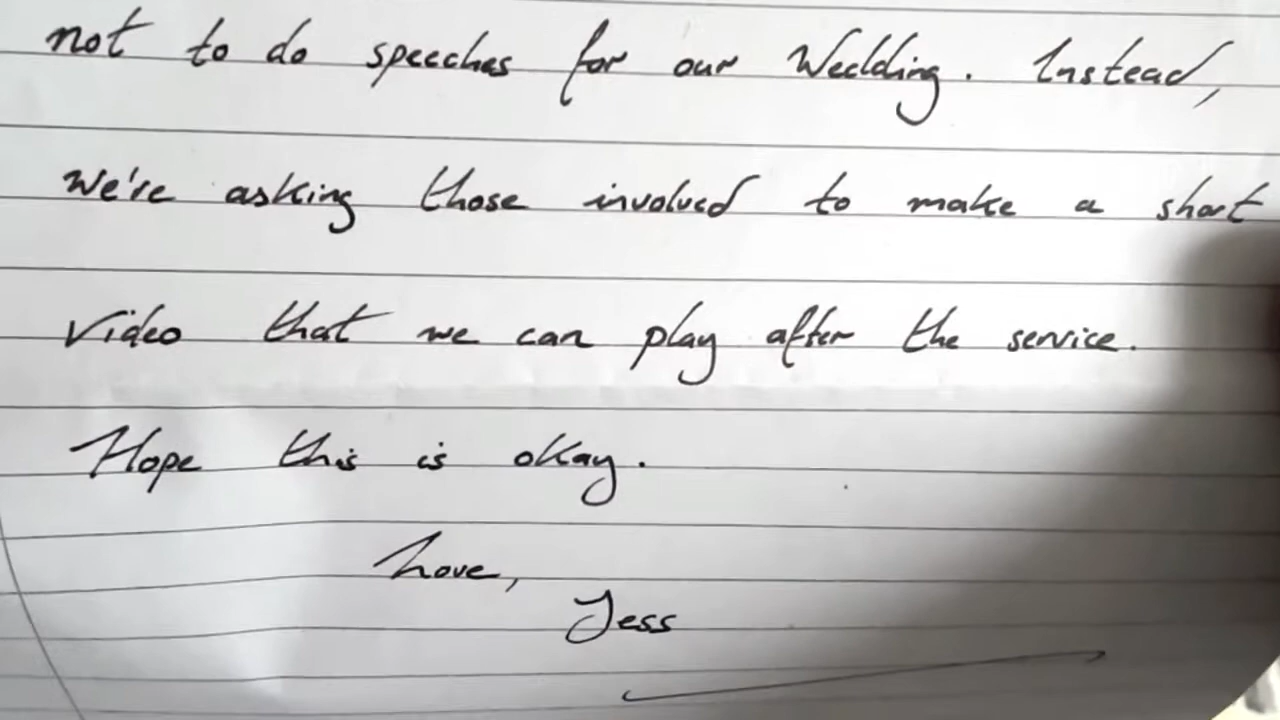 not to do speeches for our Wedding. Instead,
we're asking those involved to make a short
Video that we can play after the service.
Hope this is okay.
Love,
Jess